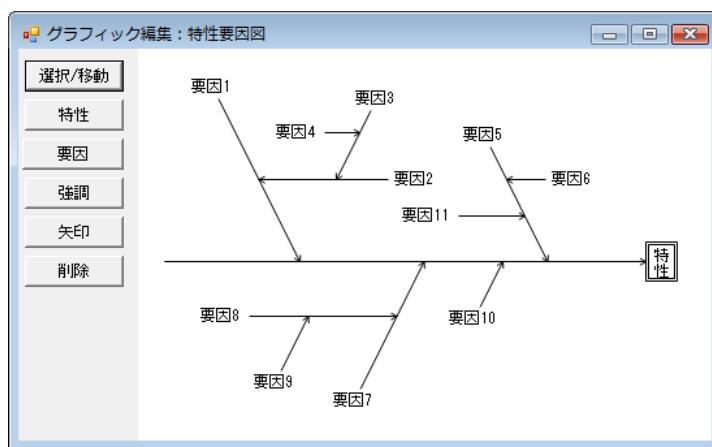 グラフィック編集：特性要因図
選択/移動
特性
要因
強調
矢印
削除
要因1
要因3
要因4
要因5
要因2
要因6
要因11
特性
要因8
要因10
要因9
要因7